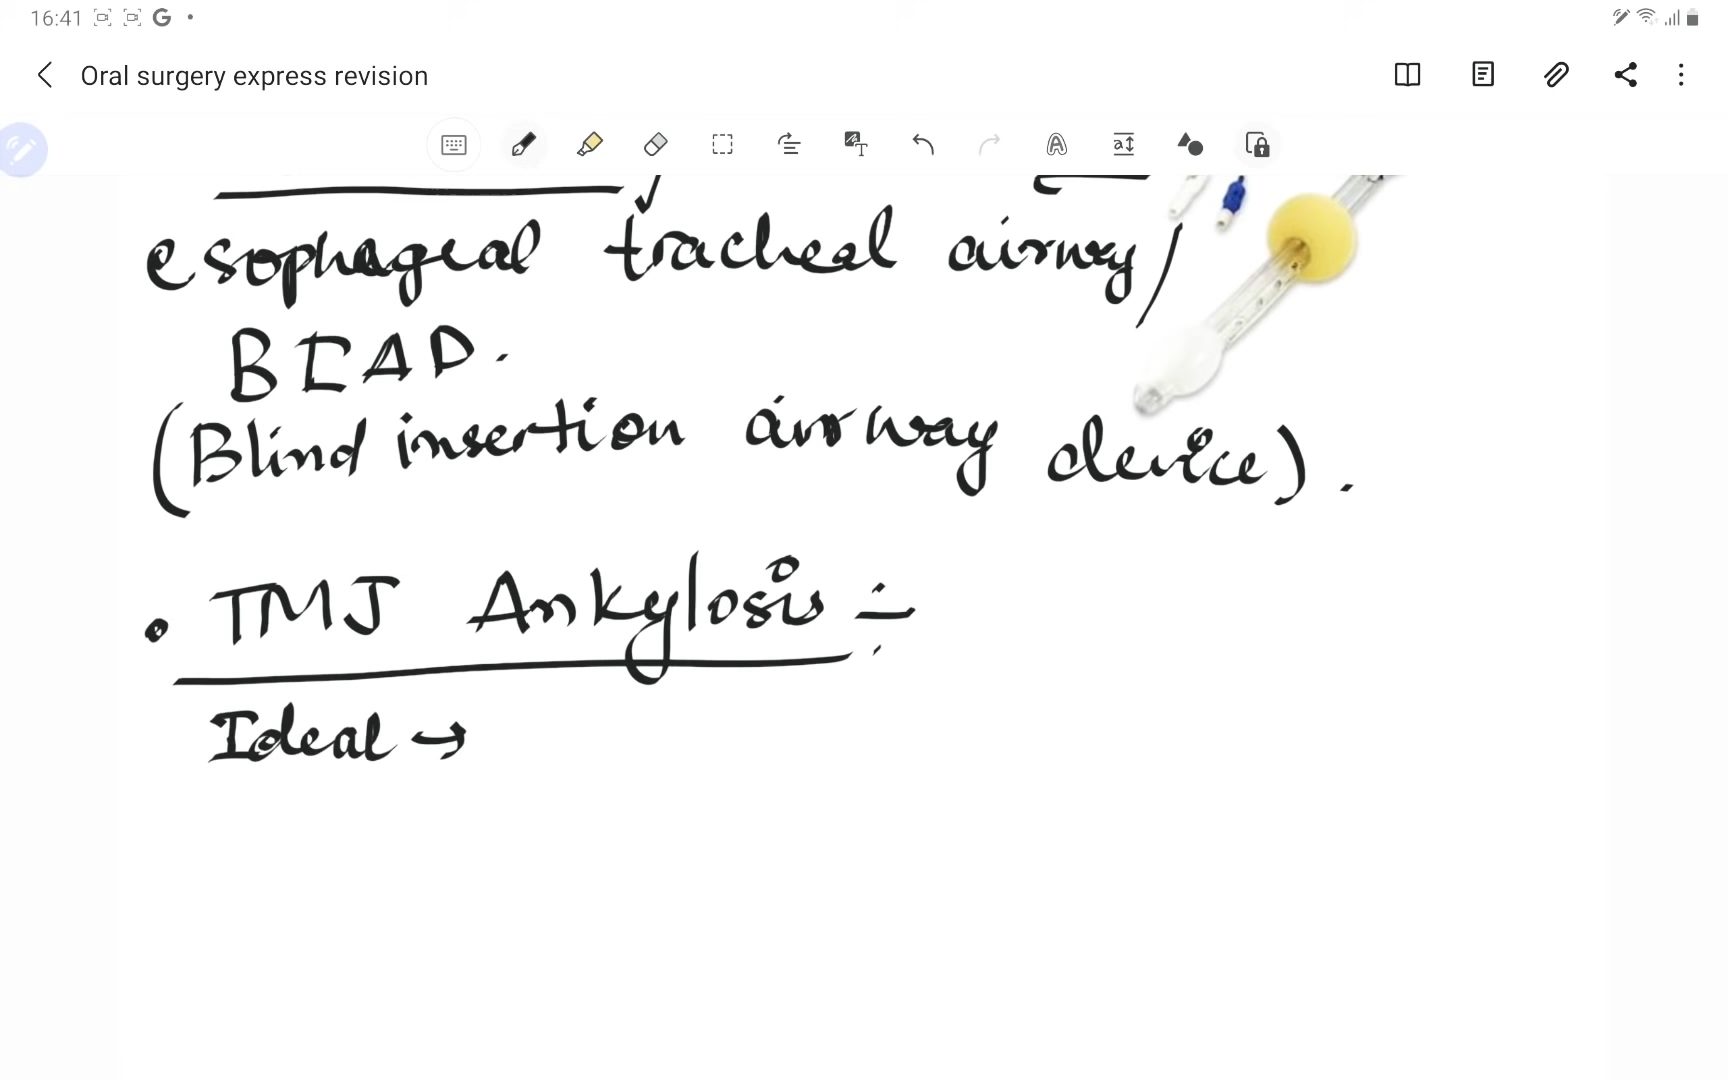 16:41 G
Oral surgery express revision
esophageal tracheal airway/
BIAD.
(Blind insertion airway device).
• TMJ Ankylosis :-
Ideal →